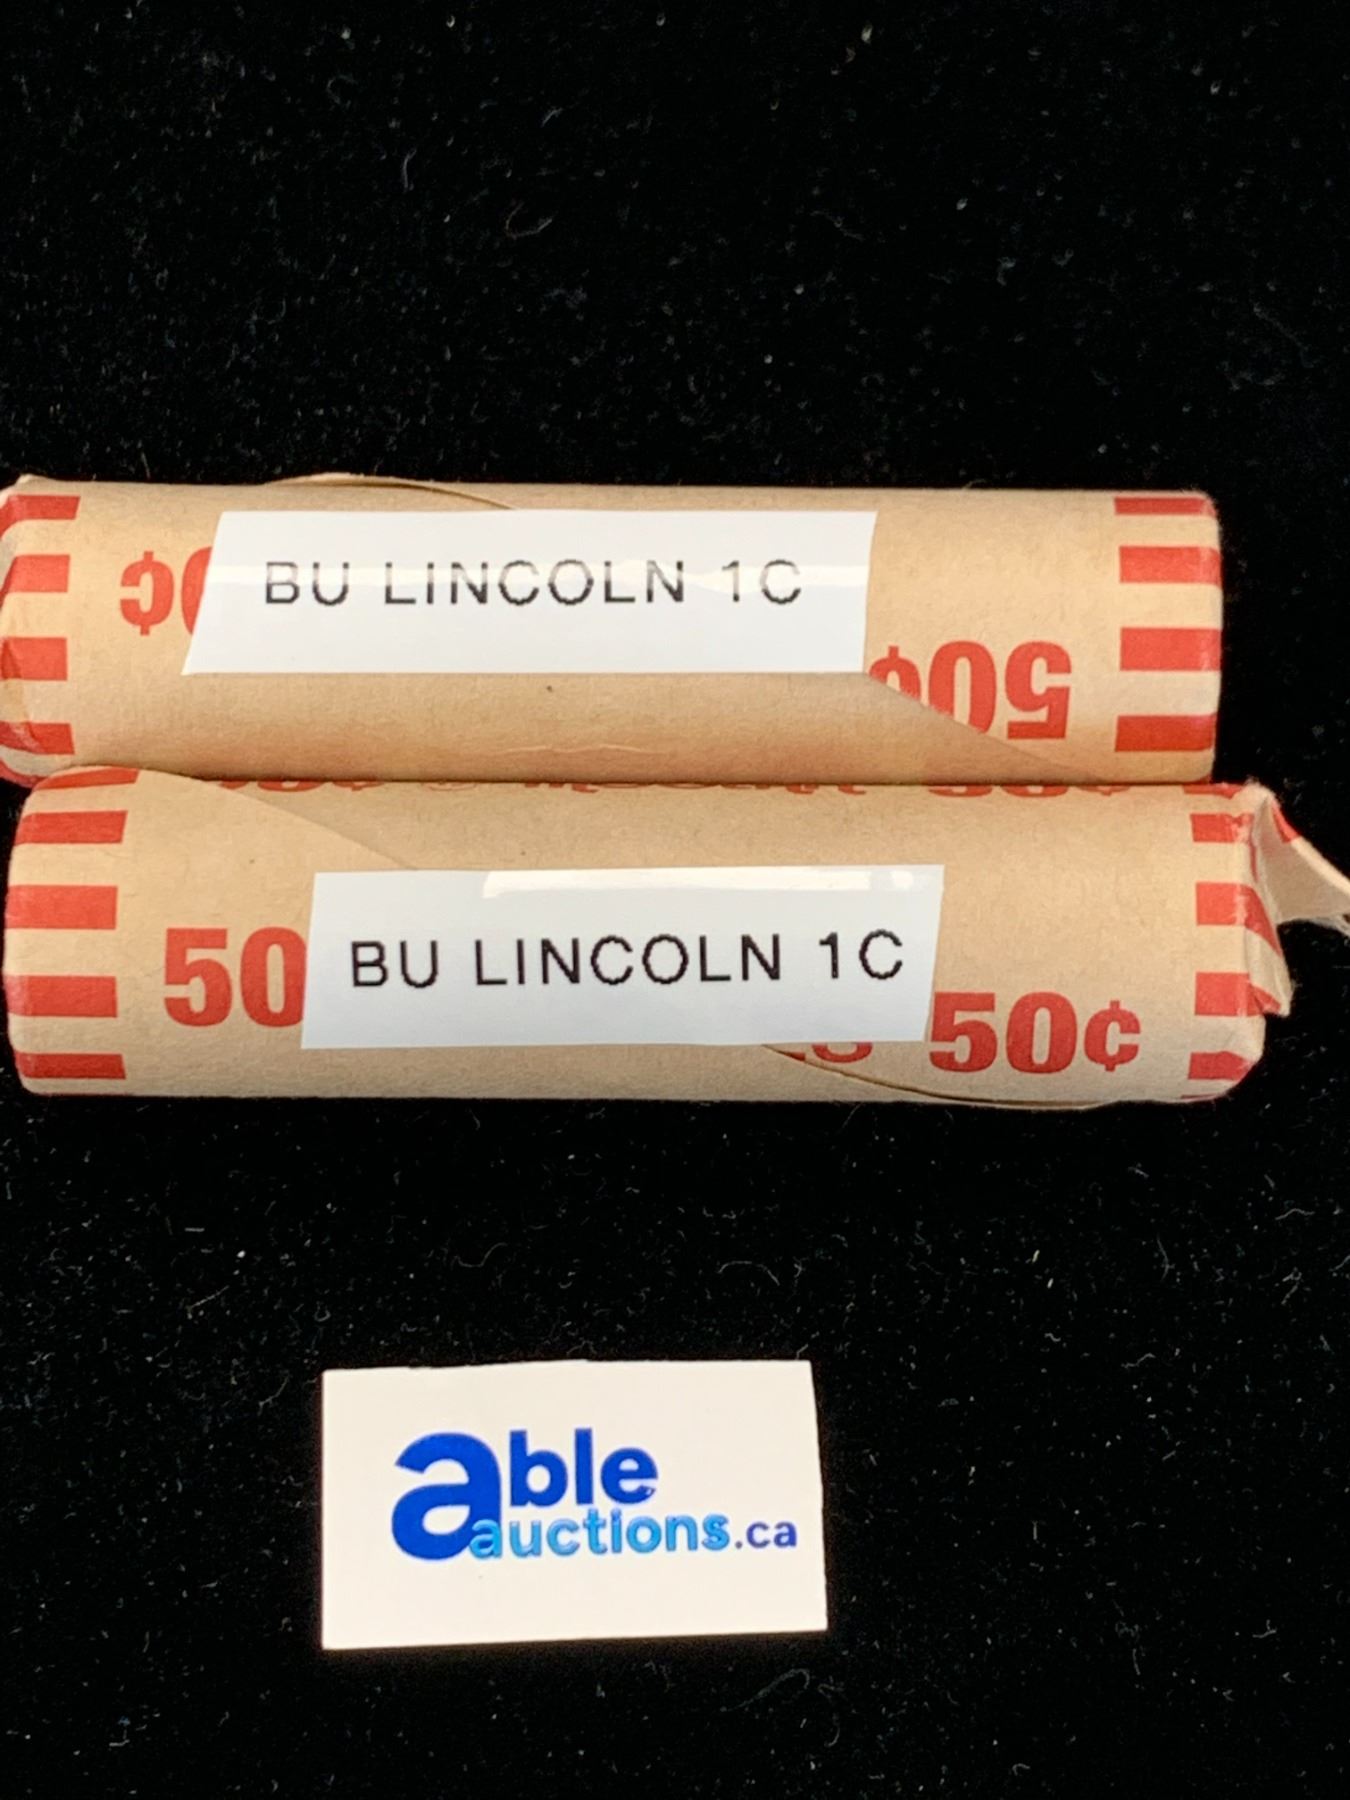 BU LINCOLN 1C
50¢
50
BU LINCOLN 1C
50¢
able
auctions.ca